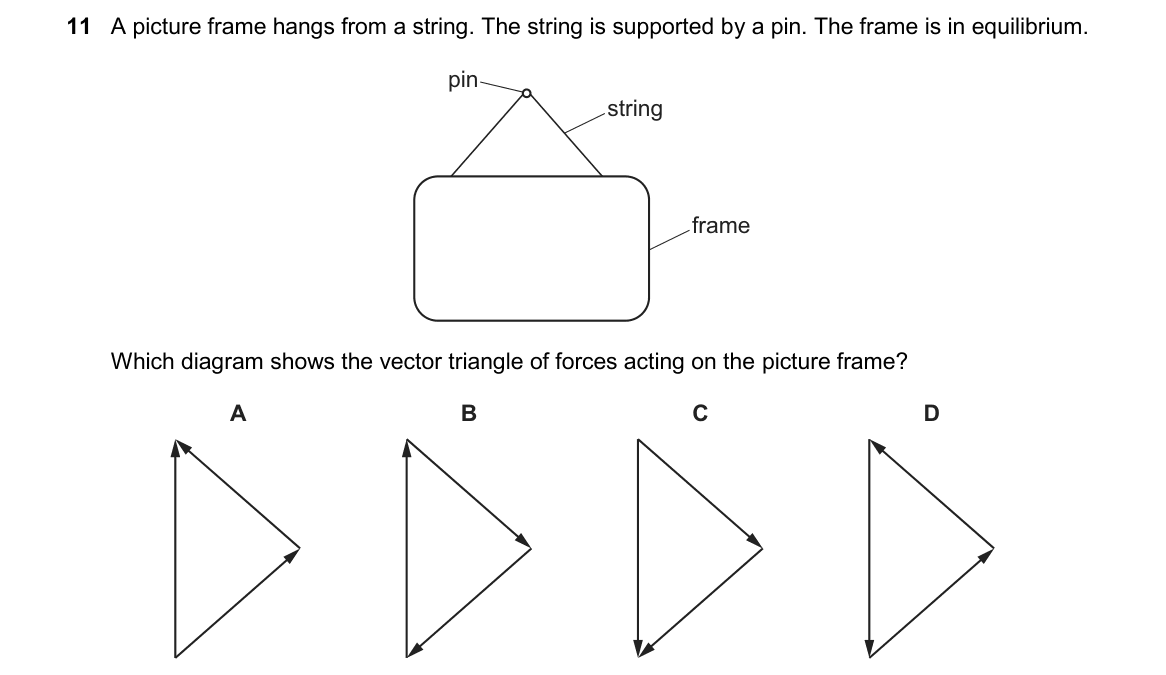 11 A picture frame hangs from a string. The string is supported by a pin. The frame is in equilibrium.
pin
string
frame
Which diagram shows the vector triangle of forces acting on the picture frame?
A B C D